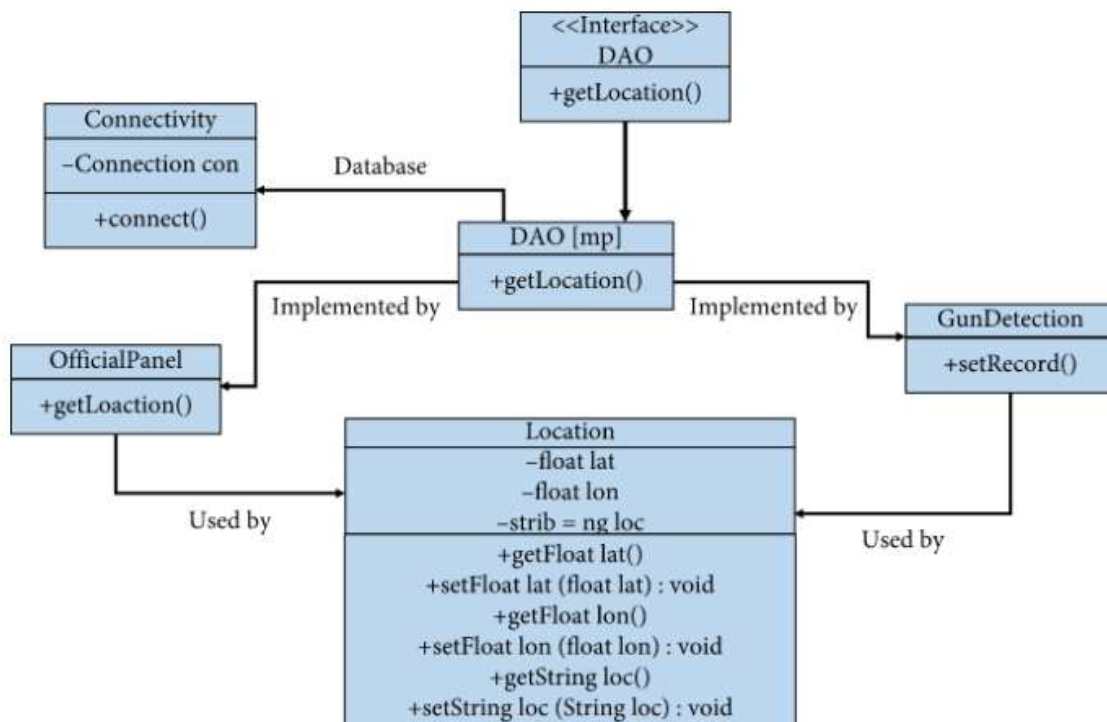 <<Interface>>
DAO
+getLocation()
Connectivity
–Connection con
+connect()
Database
DAO [mp]
+getLocation()
Implemented by
Implemented by
GunDetection
+setRecord()
OfficialPanel
+getLoaction()
Location
–float lat
–float lon
–strib = ng loc
+getFloat lat()
+setFloat lat (float lat) : void
+getFloat lon()
+setFloat lon (float lon) : void
+getString loc()
+setString loc (String loc) : void
Used by
Used by